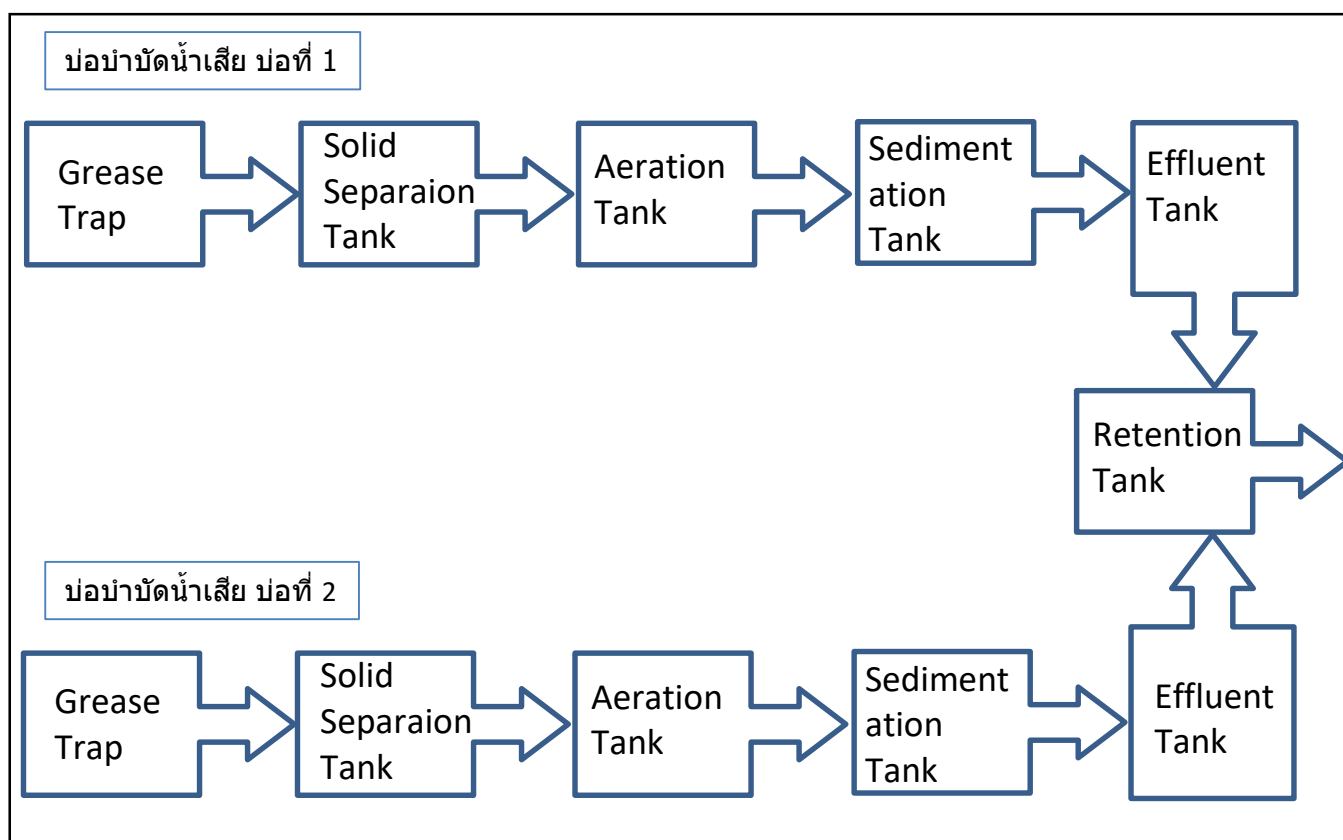 บ่อบำบัดน้ำเสีย บ่อที่ 1
Grease
Trap
Solid
Separaion
Tank
Aeration
Tank
Sediment
ation
Tank
Effluent
Tank
Retention
Tank
บ่อบำบัดน้ำเสีย บ่อที่ 2
Grease
Trap
Solid
Separaion
Tank
Aeration
Tank
Sediment
ation
Tank
Effluent
Tank